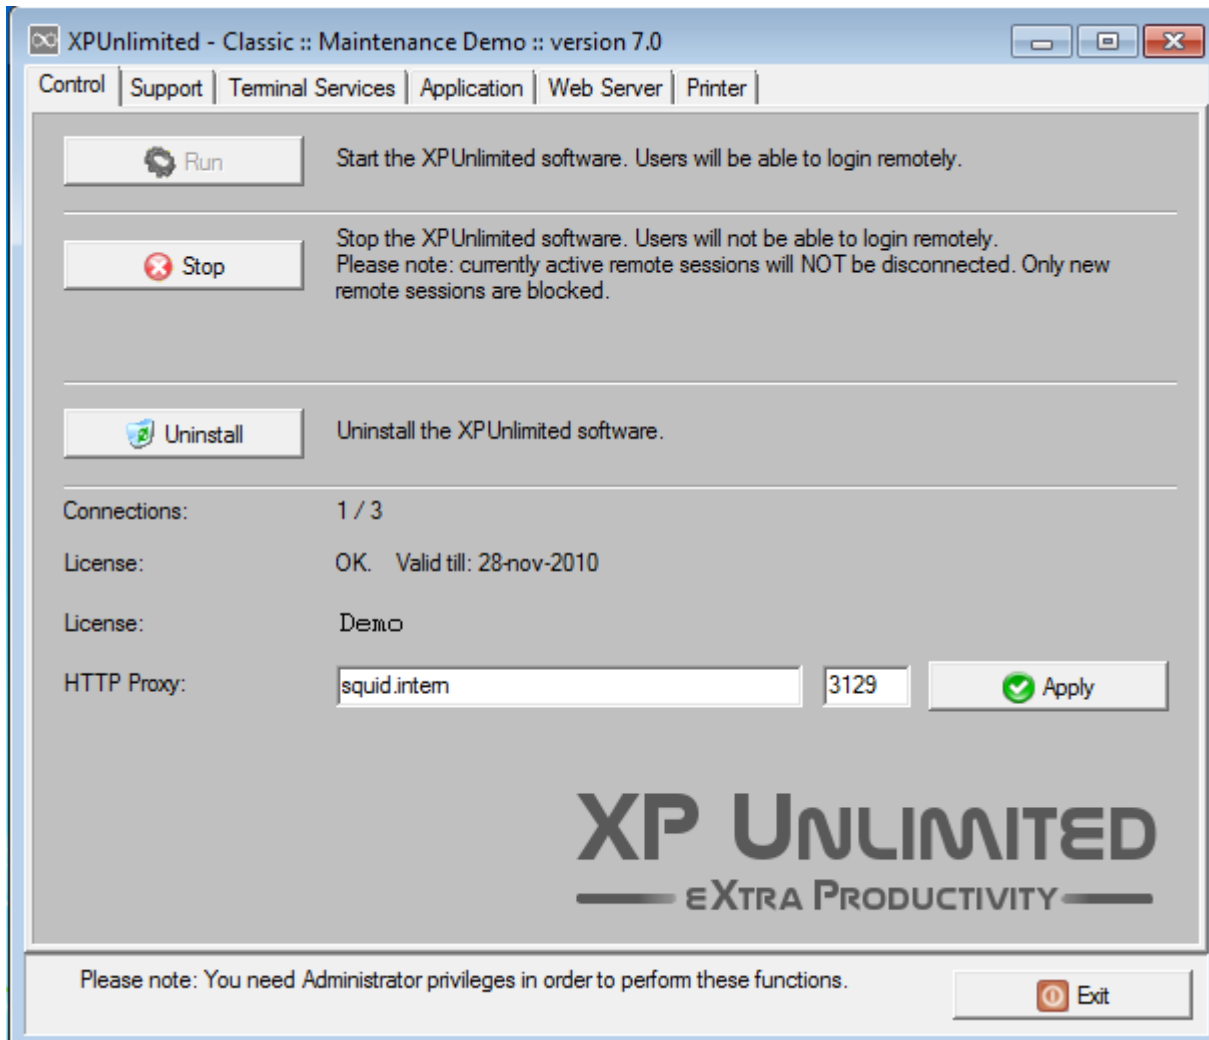 XPUnlimited - Classic :: Maintenance Demo :: version 7.0
Control Support Terminal Services Application Web Server Printer
Run
Start the XPUnlimited software. Users will be able to login remotely.
Stop
Stop the XPUnlimited software. Users will not be able to login remotely.
Please note: currently active remote sessions will NOT be disconnected. Only new
remote sessions are blocked.
Uninstall
Uninstall the XPUnlimited software.
Connections: 1 / 3
License: OK. Valid till: 28-nov-2010
License: Demo
HTTP Proxy: squid.intern 3129 Apply
XP UNLIMITED
EXTRA PRODUCTIVITY
Please note: You need Administrator privileges in order to perform these functions.
Exit